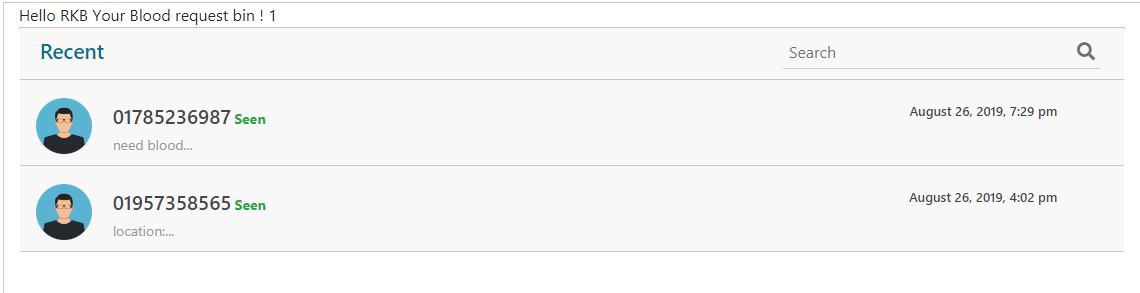 Hello RKB Your Blood request bin ! 1
Recent
Search
01785236987 Seen
August 26, 2019, 7:29 pm
need blood...
01957358565 Seen
August 26, 2019, 4:02 pm
location:...